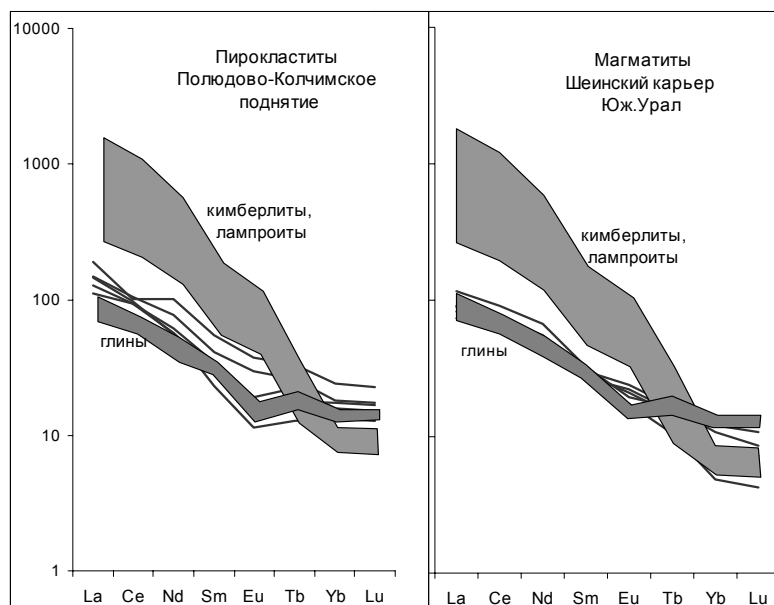 10000
1000
100
10
1
Пирокластиты
Полюдово-Колчимское
поднятие
кимберлиты,
лампроиты
глины
La Ce Nd Sm Eu Tb Yb Lu
Магматиты
Шеинский карьер
Юж.Урал
кимберлиты,
лампроиты
глины
La Ce Nd Sm Eu Tb Yb Lu